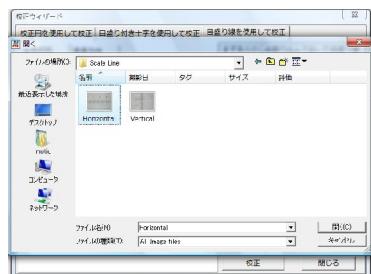 校正ウィザード
校正円を使用して校正 目盛り付き十字を使用して校正 目盛り線を使用して校正
開く
ファイルの場所(I): Scale Line
名前 撮影日 タグ サイズ 評価
最近表示した場所
Horizontal Vertical
デスクトップ
コンピュータ
ネットワーク
ファイル名(N): Horizontal 開く(O)
ファイルの種類(T): All Image files キャンセル
校正 閉じる